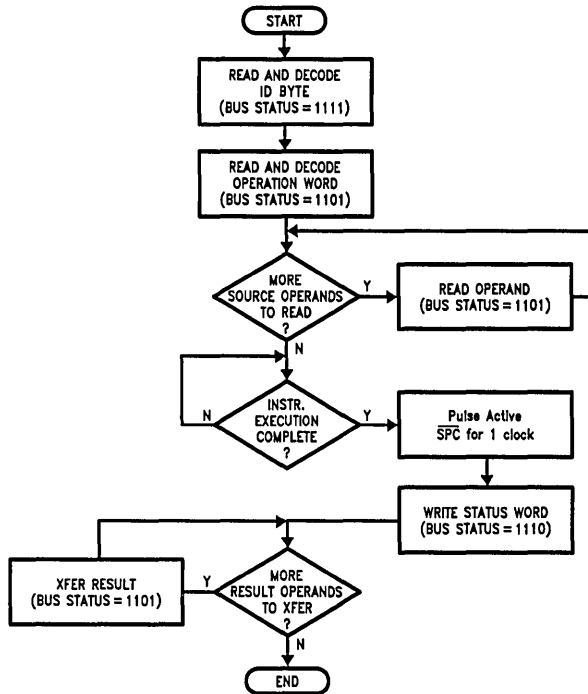 START
READ AND DECODE
ID BYTE
(BUS STATUS = 1111)
READ AND DECODE
OPERATION WORD
(BUS STATUS = 1101)
MORE
SOURCE OPERANDS
TO READ
?
Y
N
READ OPERAND
(BUS STATUS = 1101)
INSTR.
EXECUTION
COMPLETE
?
N
Y
Pulse Active
SPC for 1 clock
WRITE STATUS WORD
(BUS STATUS = 1110)
XFER RESULT
(BUS STATUS = 1101)
Y
MORE
RESULT OPERANDS
TO XFER
?
N
END